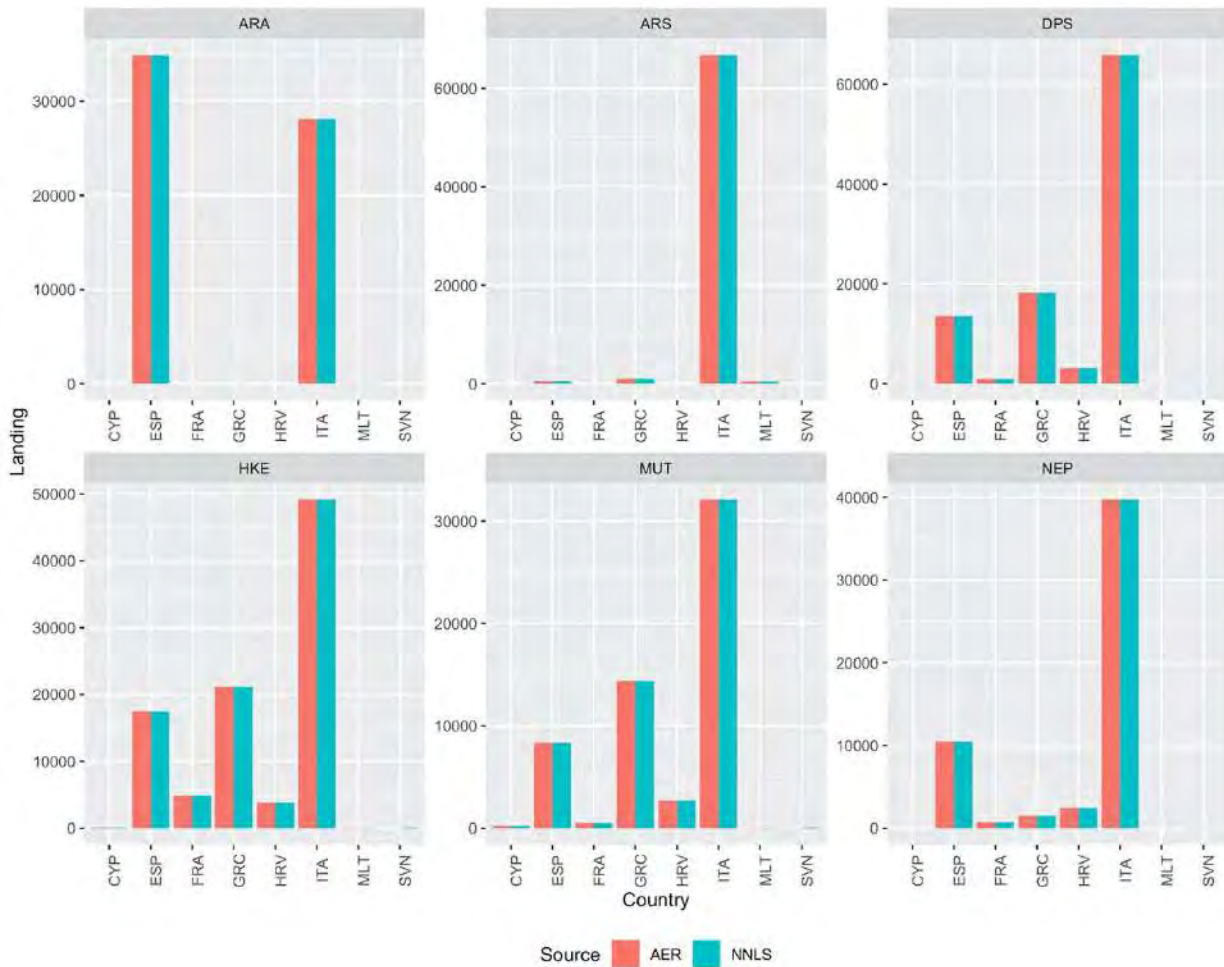 ARA
ARS
DPS
30000
20000
10000
0
60000
40000
20000
0
60000
40000
20000
0
CYP
ESP
FRA
GRC
HRV
ITA
MLT
SVN
CYP
ESP
FRA
GRC
HRV
ITA
MLT
SVN
CYP
ESP
FRA
GRC
HRV
ITA
MLT
SVN
Landing
HKE
MUT
NEP
50000
40000
30000
20000
10000
0
30000
20000
10000
0
40000
30000
20000
10000
0
CYP
ESP
FRA
GRC
HRV
ITA
MLT
SVN
CYP
ESP
FRA
GRC
HRV
ITA
MLT
SVN
CYP
ESP
FRA
GRC
HRV
ITA
MLT
SVN
Country
Source AER NNLS